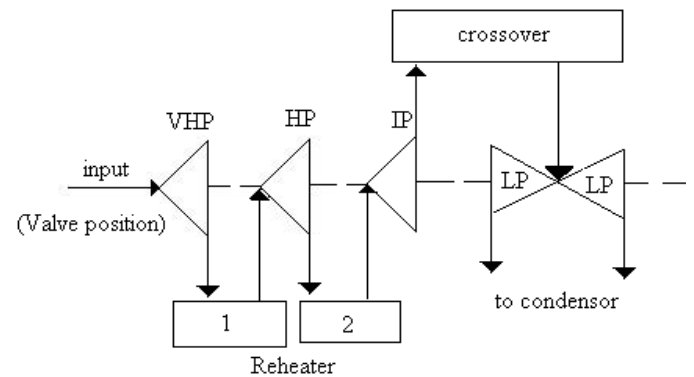 crossover
VHP
HP
IP
input
(Valve position)
LP
LP
to condensor
1
2
Reheater